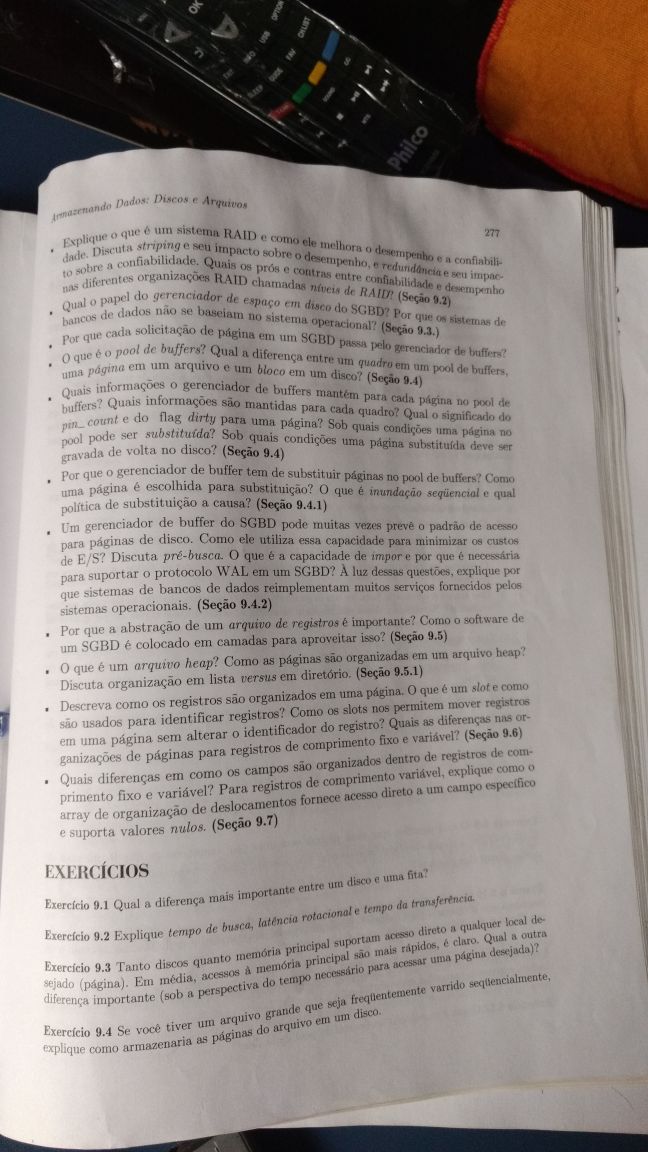 OK
OPTION
CH.LIST
USB
FAV
INFO
GUIDE
SLEEP
EXIT
CC
Philco
Armazenando Dados: Discos e Arquivos
277
• Explique o que é um sistema RAID e como ele melhora o desempenho e a confiabili-
dade. Discuta striping e seu impacto sobre o desempenho, e redundância e seu impac-
to sobre a confiabilidade. Quais os prós e contras entre confiabilidade e desempenho
nas diferentes organizações RAID chamadas níveis de RAID? (Seção 9.2)
• Qual o papel do gerenciador de espaço em disco do SGBD? Por que os sistemas de
bancos de dados não se baseiam no sistema operacional? (Seção 9.3.)
• Por que cada solicitação de página em um SGBD passa pelo gerenciador de buffers?
• O que é o pool de buffers? Qual a diferença entre um quadro em um pool de buffers,
uma página em um arquivo e um bloco em um disco? (Seção 9.4)
• Quais informações o gerenciador de buffers mantém para cada página no pool de
buffers? Quais informações são mantidas para cada quadro? Qual o significado do
pin_ count e do flag dirty para uma página? Sob quais condições uma página no
pool pode ser substituída? Sob quais condições uma página substituída deve ser
gravada de volta no disco? (Seção 9.4)
• Por que o gerenciador de buffer tem de substituir páginas no pool de buffers? Como
uma página é escolhida para substituição? O que é inundação seqüencial e qual
política de substituição a causa? (Seção 9.4.1)
• Um gerenciador de buffer do SGBD pode muitas vezes prevê o padrão de acesso
para páginas de disco. Como ele utiliza essa capacidade para minimizar os custos
de E/S? Discuta pré-busca. O que é a capacidade de impor e por que é necessária
para suportar o protocolo WAL em um SGBD? À luz dessas questões, explique por
que sistemas de bancos de dados reimplementam muitos serviços fornecidos pelos
sistemas operacionais. (Seção 9.4.2)
• Por que a abstração de um arquivo de registros é importante? Como o software de
um SGBD é colocado em camadas para aproveitar isso? (Seção 9.5)
• O que é um arquivo heap? Como as páginas são organizadas em um arquivo heap?
Discuta organização em lista versus em diretório. (Seção 9.5.1)
• Descreva como os registros são organizados em uma página. O que é um slot e como
são usados para identificar registros? Como os slots nos permitem mover registros
em uma página sem alterar o identificador do registro? Quais as diferenças nas or-
ganizações de páginas para registros de comprimento fixo e variável? (Seção 9.6)
• Quais diferenças em como os campos são organizados dentro de registros de com-
primento fixo e variável? Para registros de comprimento variável, explique como o
array de organização de deslocamentos fornece acesso direto a um campo específico
e suporta valores nulos. (Seção 9.7)
EXERCÍCIOS
Exercício 9.1 Qual a diferença mais importante entre um disco e uma fita?
Exercício 9.2 Explique tempo de busca, latência rotacional e tempo da transferência.
Exercício 9.3 Tanto discos quanto memória principal suportam acesso direto a qualquer local de-
sejado (página). Em média, acessos à memória principal são mais rápidos, é claro. Qual a outra
diferença importante (sob a perspectiva do tempo necessário para acessar uma página desejada)?
Exercício 9.4 Se você tiver um arquivo grande que seja freqüentemente varrido seqüencialmente,
explique como armazenaria as páginas do arquivo em um disco.